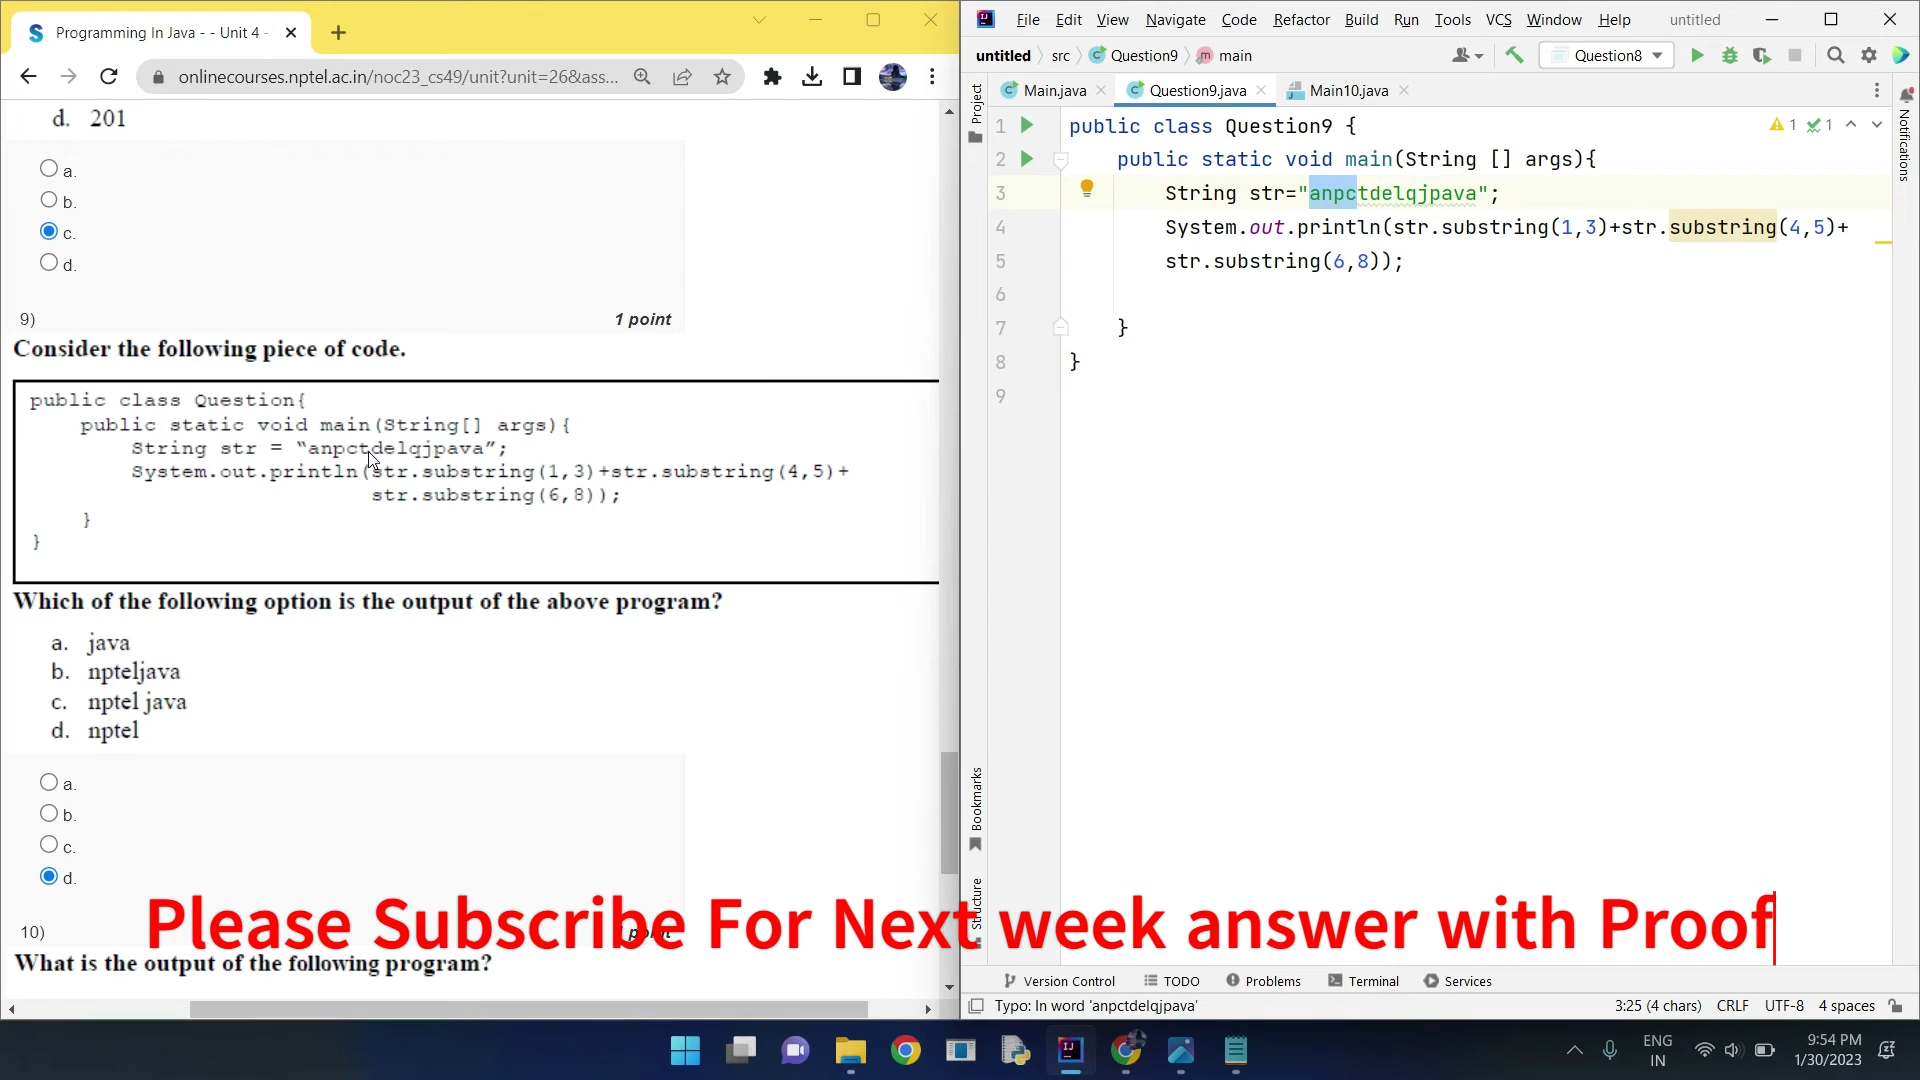 Programming In Java - - Unit 4 -
onlinecourses.nptel.ac.in/noc23_cs49/unit?unit=26&ass...
d. 201
a.
b.
c.
d.
9)
1 point
Consider the following piece of code.
public class Question{
public static void main(String[] args){
String str = “anpctdelqjpava”;
System.out.println(str.substring(1,3)+str.substring(4,5)+
str.substring(6,8));
}
}
Which of the following option is the output of the above program?
a. java
b. npteljava
c. nptel java
d. nptel
a.
b.
c.
d.
10)
1 point
What is the output of the following program?
File Edit View Navigate Code Refactor Build Run Tools VCS Window Help untitled
untitled src Question9 main
Question8
Main.java Question9.java Main10.java
Project
Notifications
1 public class Question9 {
1 1
2 public static void main(String [] args){
3 String str="anpctdelqjpava";
4 System.out.println(str.substring(1,3)+str.substring(4,5)+
5 str.substring(6,8));
6
7 }
8 }
9
Bookmarks
Structure
Please Subscribe For Next week answer with Proof
Version Control TODO Problems Terminal Services
Typo: In word 'anpctdelqjpava'
3:25 (4 chars) CRLF UTF-8 4 spaces
ENG
IN
9:54 PM
1/30/2023